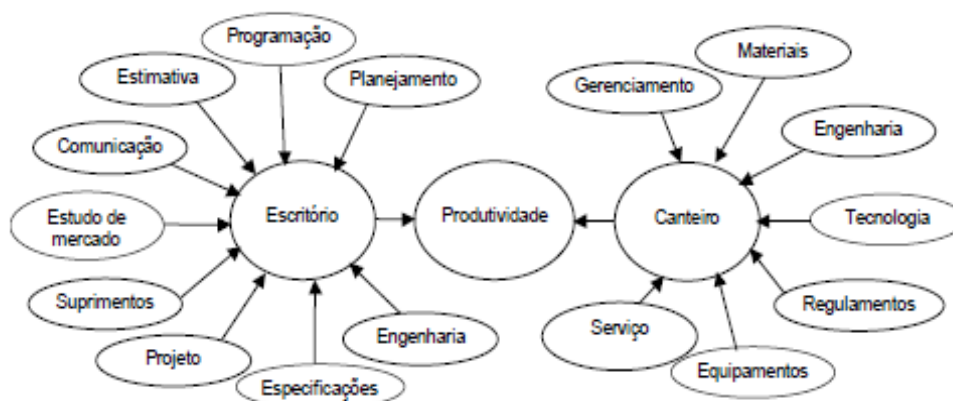 Programação
Materiais
Estimativa
Planejamento
Gerenciamento
Comunicação
Engenharia
Estudo de
mercado
Escritório
Produtividade
Canteiro
Tecnologia
Suprimentos
Regulamentos
Projeto
Engenharia
Serviço
Especificações
Equipamentos